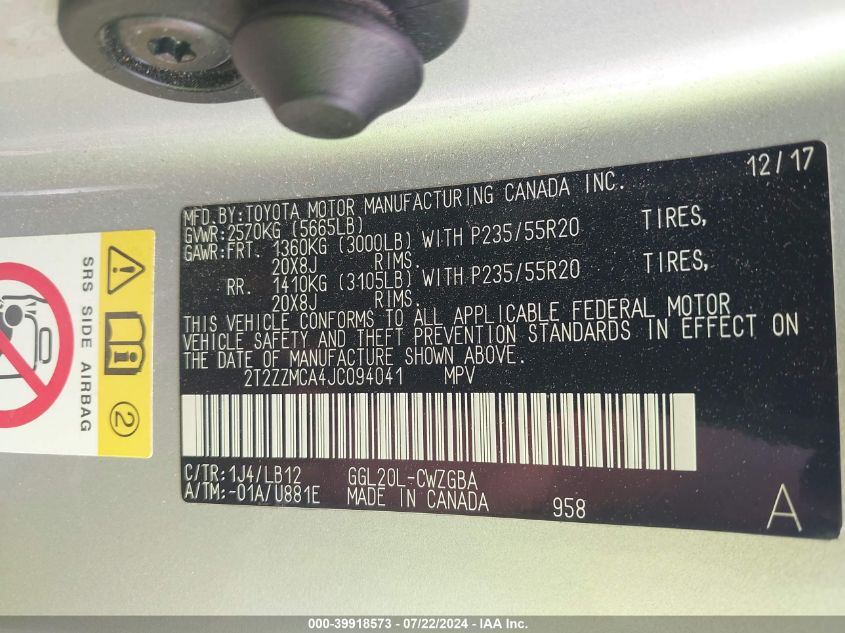 12/17
MFD.BY:TOYOTA MOTOR MANUFACTURING CANADA INC.
GVWR:2570KG (5665LB)
GAWR:FRT. 1360KG (3000LB) WITH P235/55R20 TIRES,
20X8J RIMS.
RR. 1410KG (3105LB) WITH P235/55R20 TIRES,
20X8J RIMS.
THIS VEHICLE CONFORMS TO ALL APPLICABLE FEDERAL MOTOR
VEHICLE SAFETY AND THEFT PREVENTION STANDARDS IN EFFECT ON
THE DATE OF MANUFACTURE SHOWN ABOVE.
2T2ZZMCA4JC094041 MPV
C/TR:1J4/LB12 GGL20L-CWZGBA
A/TM:-01A/U881E MADE IN CANADA 958 A
SRS SIDE AIRBAG
2
000-39918573 - 07/22/2024 - IAA Inc.